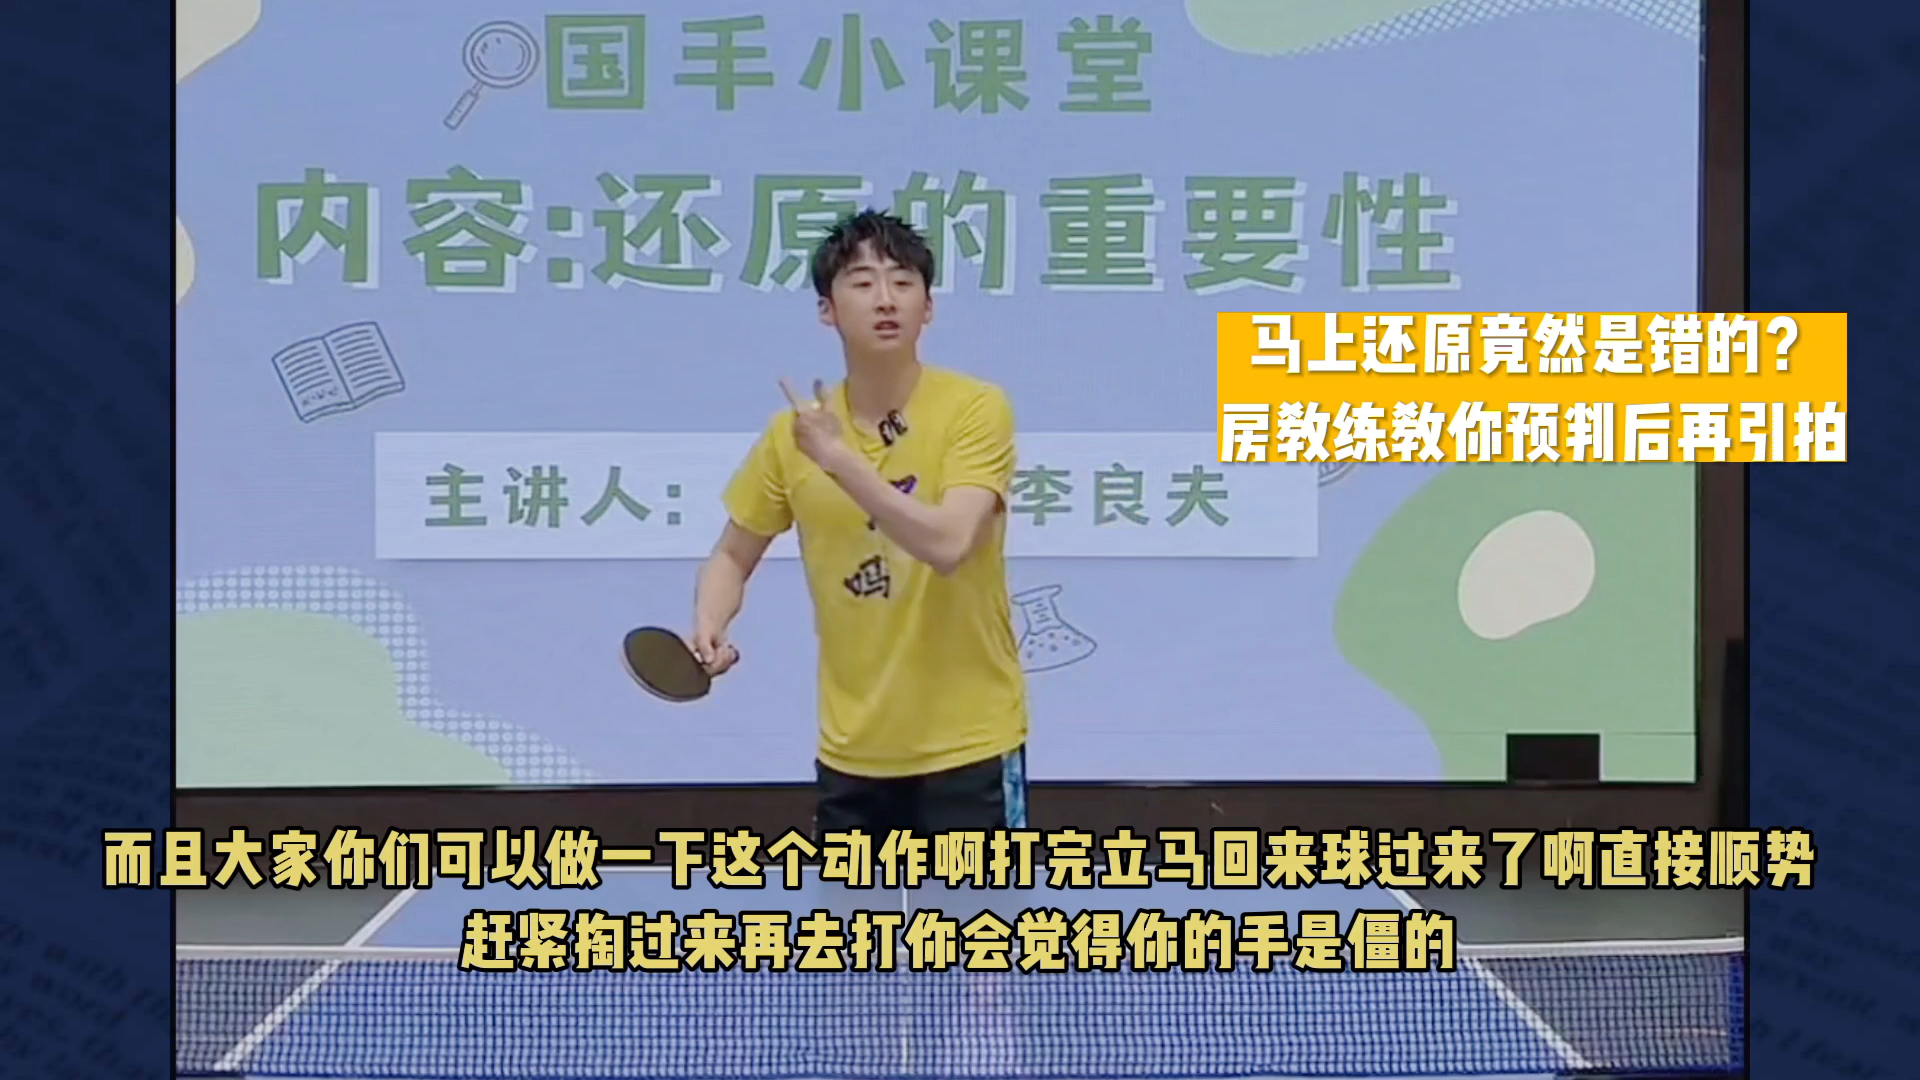 国手小课堂
内容:还原的重要性
马上还原竟然是错的？
房教练教你预判后再引拍
主讲人：
李良夫
吗
而且大家你们可以做一下这个动作啊打完立马回来球过来了啊直接顺势
赶紧掏过来再去打你会觉得你的手是僵的